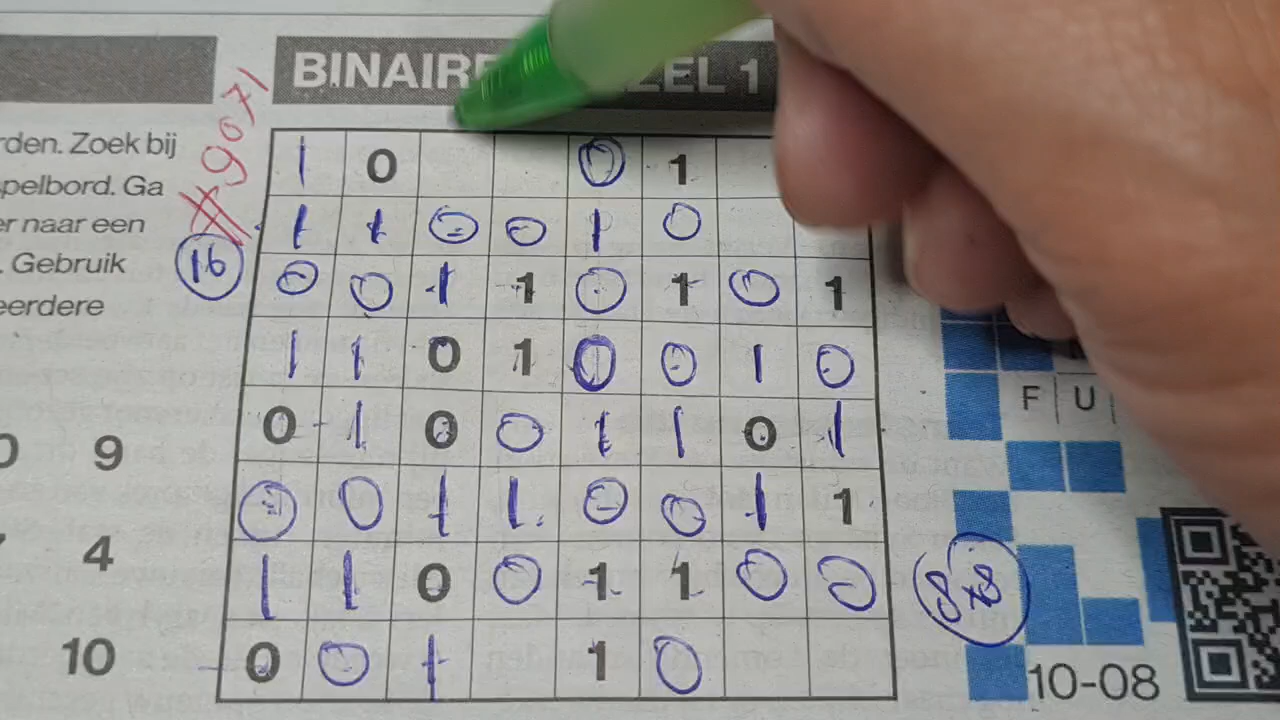 BINAIRE ZEL 1
#9071
rden. Zoek bij
pelbord. Ga
er naar een
. Gebruik
eerdere
16
1 0 0 1
1 1 0 0 1 0
0 0 1 1 0 1 0 1
1 1 0 1 0 0 1 0
0 1 0 0 1 1 0 1
0 0 1 1 0 0 1 1
1 1 0 0 1 1 0 0
0 0 1 1 0
F U
0 9
4
10
8x8
10-08